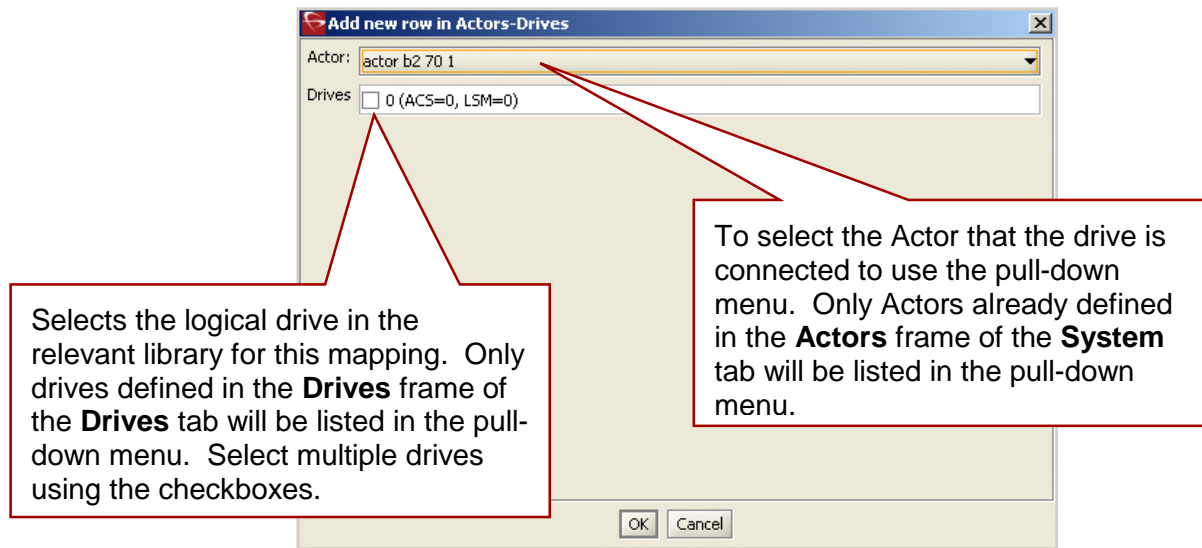 Add new row in Actors-Drives
Actor: actor b2 70 1
Drives 0 (ACS=0, LSM=0)
To select the Actor that the drive is
connected to use the pull-down
menu. Only Actors already defined
in the Actors frame of the System
tab will be listed in the pull-down
menu.
Selects the logical drive in the
relevant library for this mapping. Only
drives defined in the Drives frame of
the Drives tab will be listed in the pull-
down menu. Select multiple drives
using the checkboxes.
OK Cancel